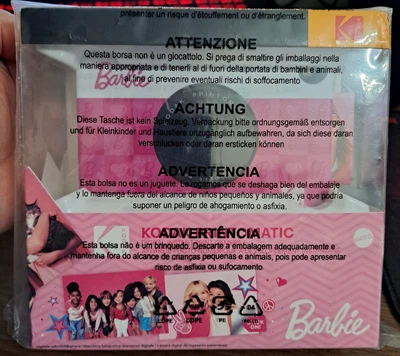 présenter un risque d'étouffement ou d'étranglement.
KODAK
ATTENZIONE
Questa borsa non è un giocattolo. Si prega di smaltire gli imballaggi nella
maniera appropriata e di tenerli al di fuori della portata di bambini e animali,
al fine di prevenire eventuali rischi di soffocamento
Barbie
ACHTUNG
Diese Tasche ist kein Spielzeug. Verpackung bitte ordnungsgemäß entsorgen
und für Kleinkinder und Haustiere unzugänglich aufbewahren, da sich diese daran
verschlucken oder daran ersticken können
ADVERTENCIA
Esta bolsa no es un juguete. Le rogamos que se deshaga bien del embalaje
y lo mantenga fuera del alcance de niños pequeños y animales, ya que podría
suponer un peligro de ahogamiento o asfixia.
ADVERTÊNCIA
Esta bolsa não é um brinquedo. Descarte a embalagem adequadamente e
mantenha fora do alcance de crianças pequenas e animais, pois pode apresentar
risco de asfixia ou sufocamento.
Barbie